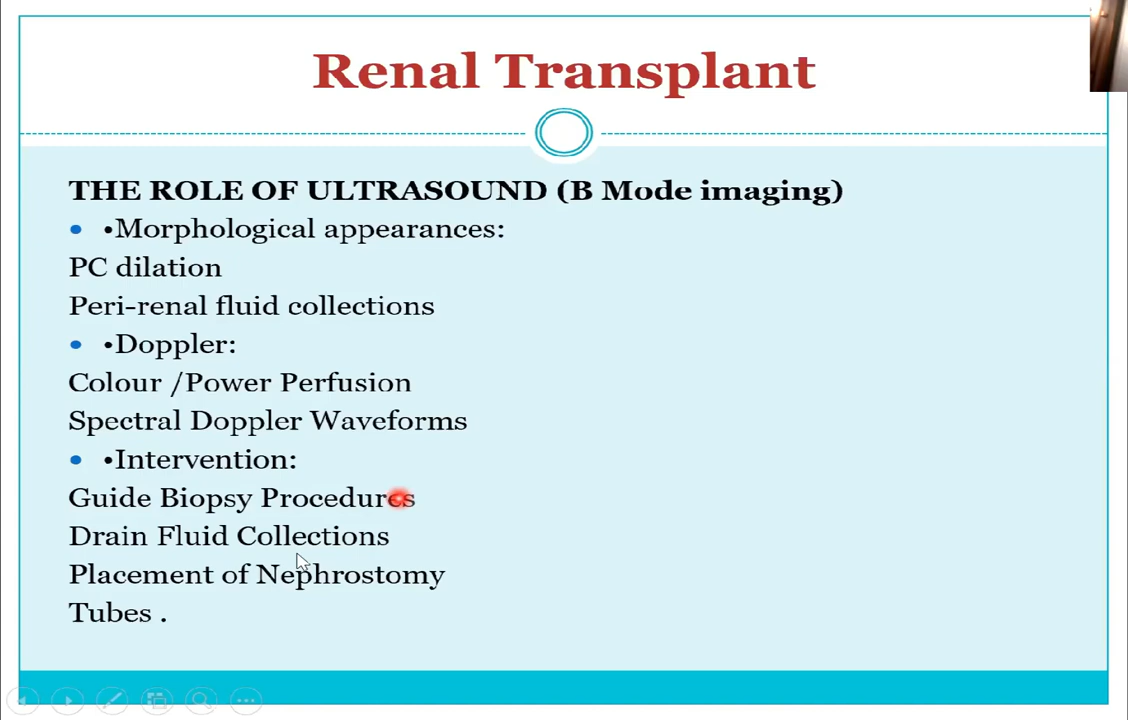 Renal Transplant
THE ROLE OF ULTRASOUND (B Mode imaging)
• •Morphological appearances:
PC dilation
Peri-renal fluid collections
• •Doppler:
Colour /Power Perfusion
Spectral Doppler Waveforms
• •Intervention:
Guide Biopsy Procedures
Drain Fluid Collections
Placement of Nephrostomy
Tubes .